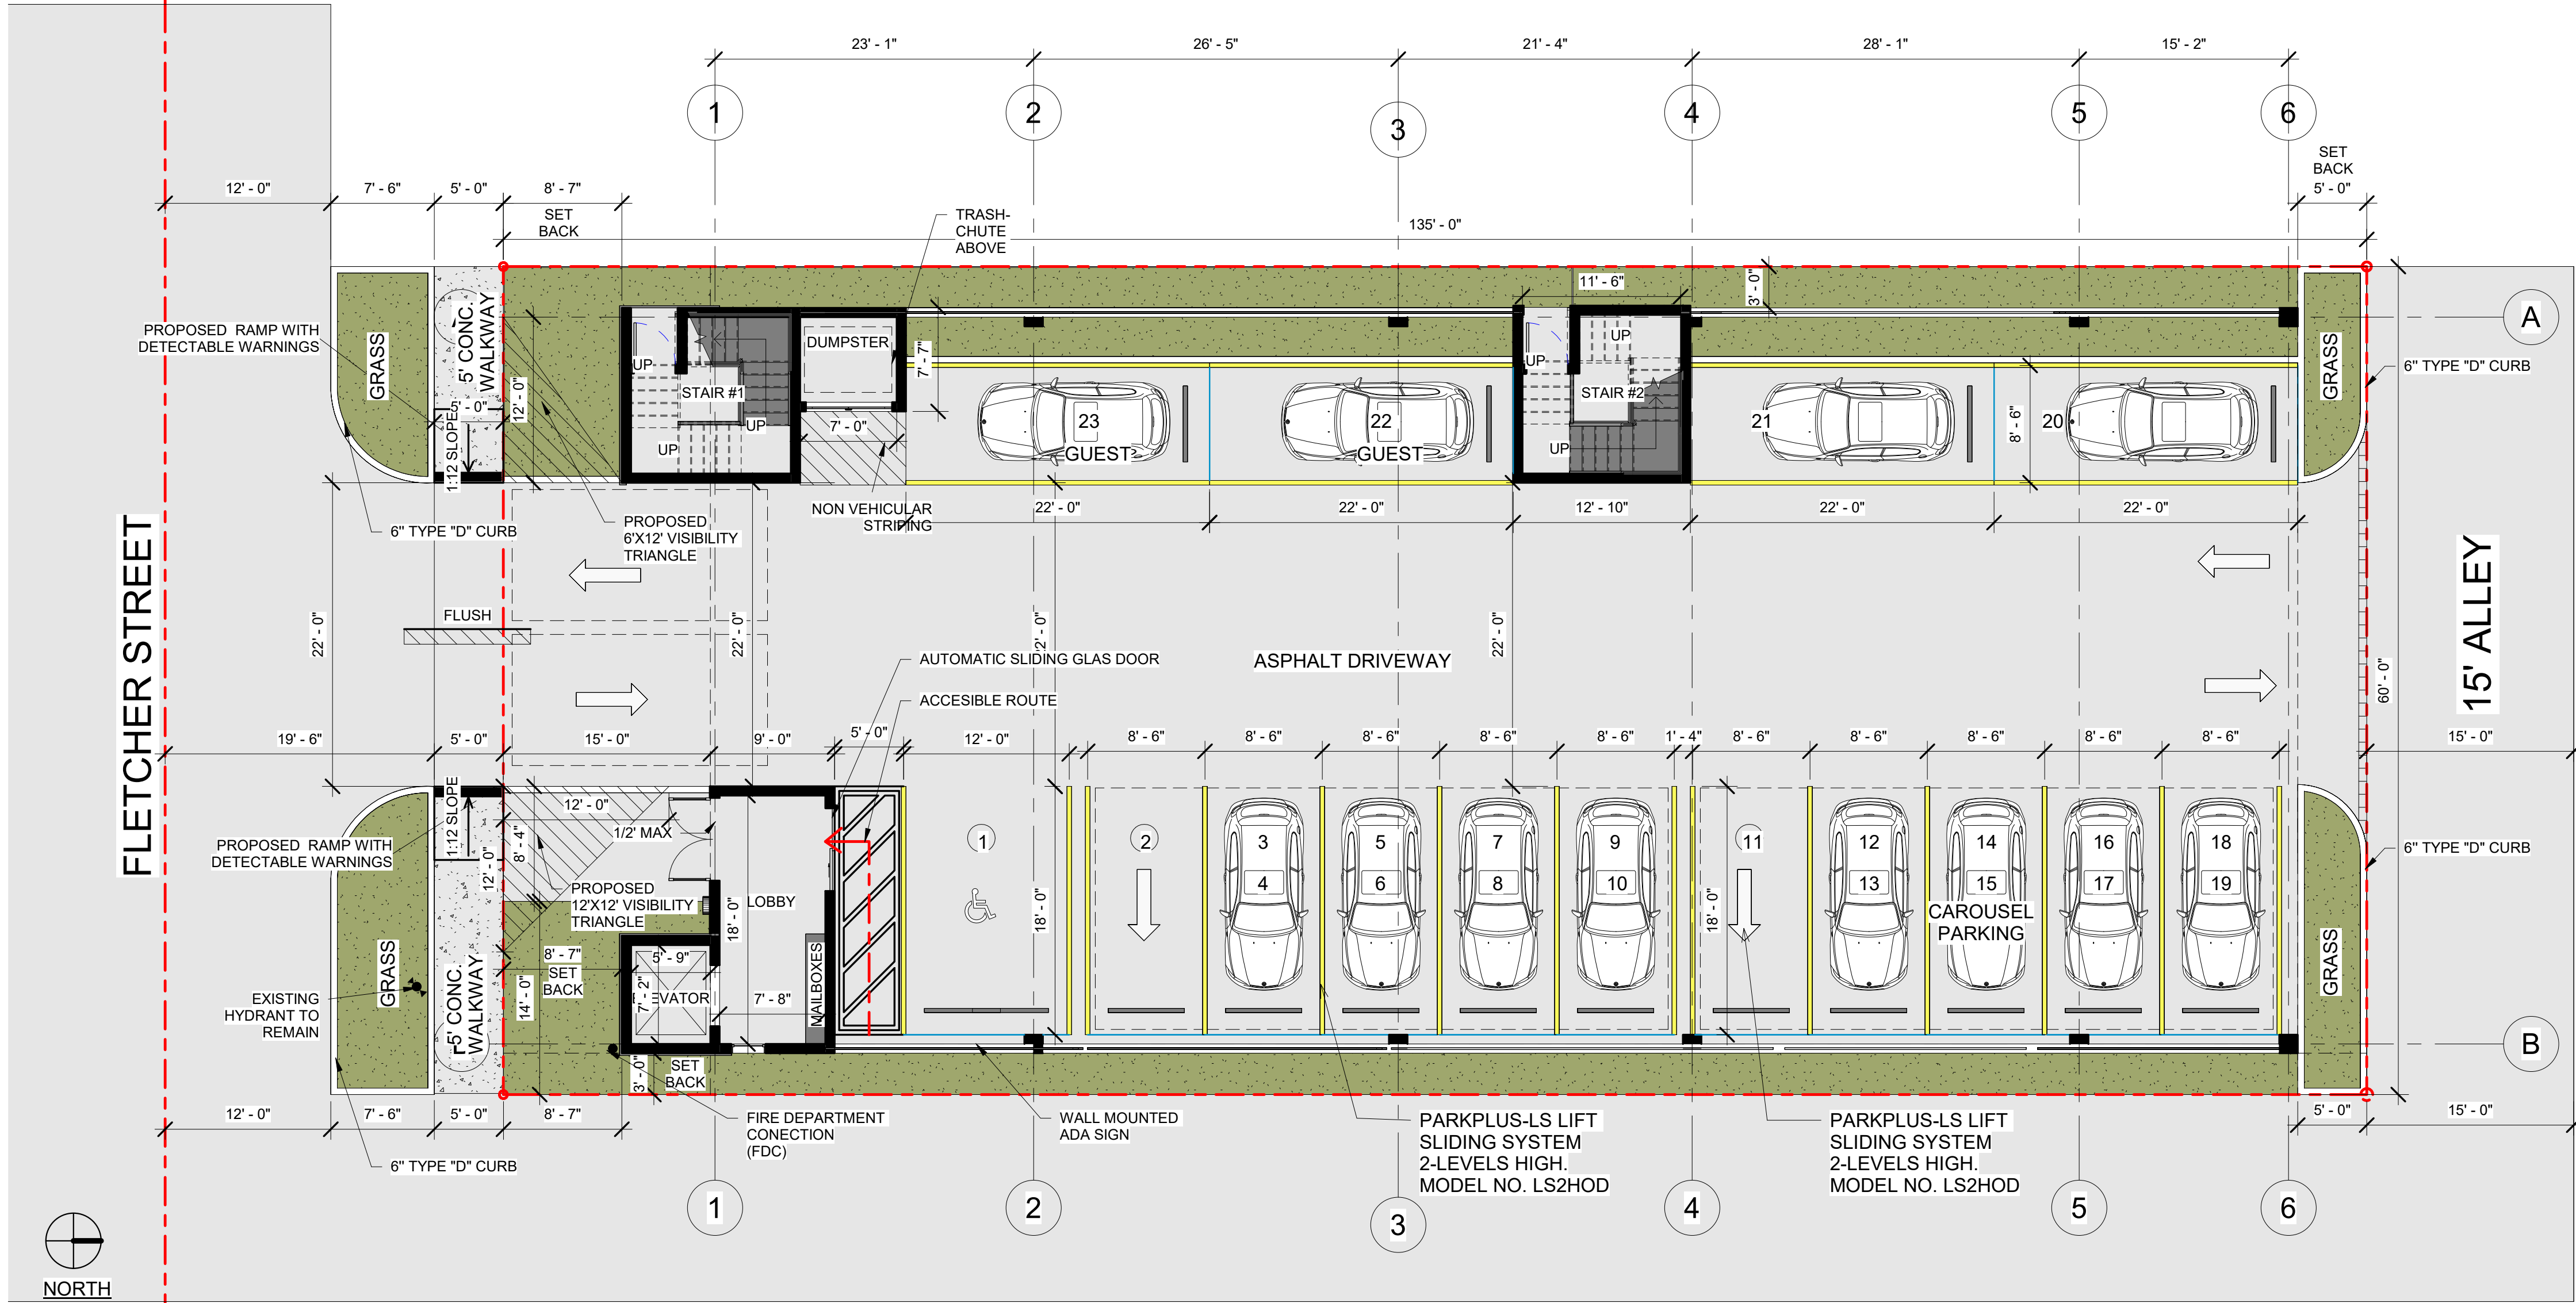 23' - 1"
26' - 5"
21' - 4"
28' - 1"
15' - 2"
1
2
3
4
5
6
SET
BACK
5' - 0"
12' - 0"
7' - 6"
5' - 0"
8' - 7"
SET
BACK
TRASH-
CHUTE
ABOVE
135' - 0"
11' - 6"
3' - 0"
A
PROPOSED RAMP WITH
DETECTABLE WARNINGS
GRASS
5' CONC.
WALKWAY
5' - 0"
12' - 0"
1:12 SLOPE
UP
STAIR #1
UP
UP
DUMPSTER
7' - 7"
7' - 0"
23
GUEST
22
GUEST
UP
UP
STAIR #2
UP
21
8' - 6"
20
GRASS
6" TYPE "D" CURB
6" TYPE "D" CURB
PROPOSED
6'X12' VISIBILITY
TRIANGLE
NON VEHICULAR
STRIPING
22' - 0"
22' - 0"
12' - 10"
22' - 0"
22' - 0"
FLETCHER STREET
22' - 0"
FLUSH
22' - 0"
22' - 0"
22' - 0"
AUTOMATIC SLIDING GLAS DOOR
ACCESIBLE ROUTE
ASPHALT DRIVEWAY
60' - 0"
15' ALLEY
19' - 6"
5' - 0"
15' - 0"
9' - 0"
5' - 0"
12' - 0"
8' - 6"
8' - 6"
8' - 6"
8' - 6"
8' - 6"
1' - 4"
8' - 6"
8' - 6"
8' - 6"
8' - 6"
8' - 6"
15' - 0"
1:12 SLOPE
12' - 0"
8' - 4"
1/2' MAX
12' - 0"
PROPOSED RAMP WITH
DETECTABLE WARNINGS
PROPOSED
12'X12' VISIBILITY
TRIANGLE
18' - 0"
LOBBY
1
18' - 0"
2
3
4
5
6
7
8
9
10
11
18' - 0"
12
13
14
15
16
17
18
19
CAROUSEL
PARKING
6" TYPE "D" CURB
GRASS
GRASS
EXISTING
HYDRANT TO
REMAIN
5' CONC.
WALKWAY
14' - 0"
8' - 7"
SET
BACK
5' - 9"
7' - 2"
EVATOR
7' - 8"
MAILBOXES
3' - 0"
SET
BACK
B
12' - 0"
7' - 6"
5' - 0"
8' - 7"
5' - 0"
15' - 0"
6" TYPE "D" CURB
FIRE DEPARTMENT
CONECTION
(FDC)
WALL MOUNTED
ADA SIGN
PARKPLUS-LS LIFT
SLIDING SYSTEM
2-LEVELS HIGH.
MODEL NO. LS2HOD
PARKPLUS-LS LIFT
SLIDING SYSTEM
2-LEVELS HIGH.
MODEL NO. LS2HOD
1
2
3
4
5
6
NORTH